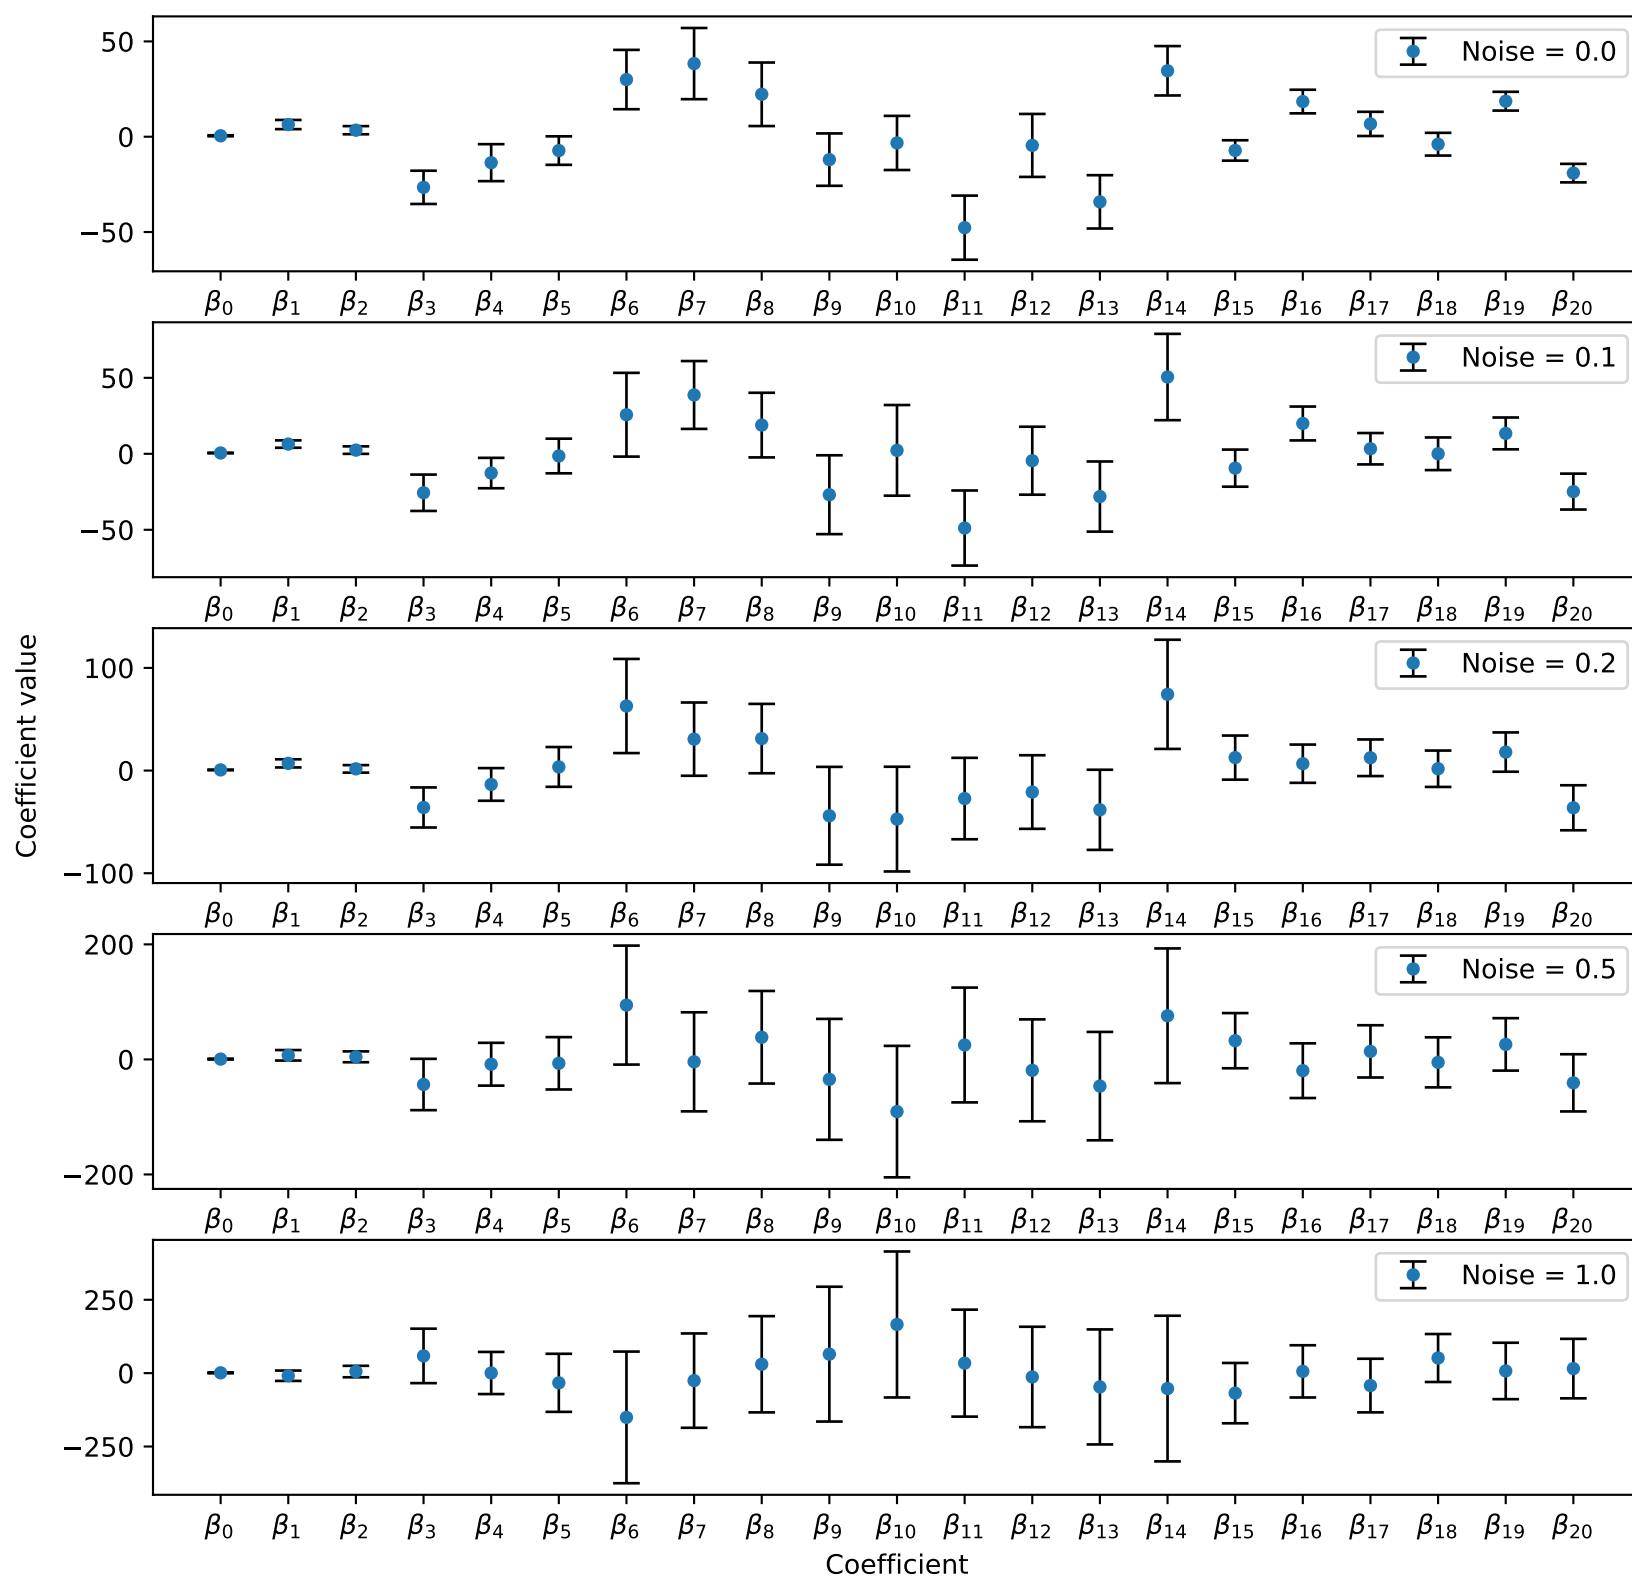 Noise = 0.0
50
0
−50
β₀ β₁ β₂ β₃ β₄ β₅ β₆ β₇ β₈ β₉ β₁₀ β₁₁ β₁₂ β₁₃ β₁₄ β₁₅ β₁₆ β₁₇ β₁₈ β₁₉ β₂₀
Noise = 0.1
50
0
−50
β₀ β₁ β₂ β₃ β₄ β₅ β₆ β₇ β₈ β₉ β₁₀ β₁₁ β₁₂ β₁₃ β₁₄ β₁₅ β₁₆ β₁₇ β₁₈ β₁₉ β₂₀
Coefficient value
Noise = 0.2
100
0
−100
β₀ β₁ β₂ β₃ β₄ β₅ β₆ β₇ β₈ β₉ β₁₀ β₁₁ β₁₂ β₁₃ β₁₄ β₁₅ β₁₆ β₁₇ β₁₈ β₁₉ β₂₀
Noise = 0.5
200
0
−200
β₀ β₁ β₂ β₃ β₄ β₅ β₆ β₇ β₈ β₉ β₁₀ β₁₁ β₁₂ β₁₃ β₁₄ β₁₅ β₁₆ β₁₇ β₁₈ β₁₉ β₂₀
Noise = 1.0
250
0
−250
β₀ β₁ β₂ β₃ β₄ β₅ β₆ β₇ β₈ β₉ β₁₀ β₁₁ β₁₂ β₁₃ β₁₄ β₁₅ β₁₆ β₁₇ β₁₈ β₁₉ β₂₀
Coefficient